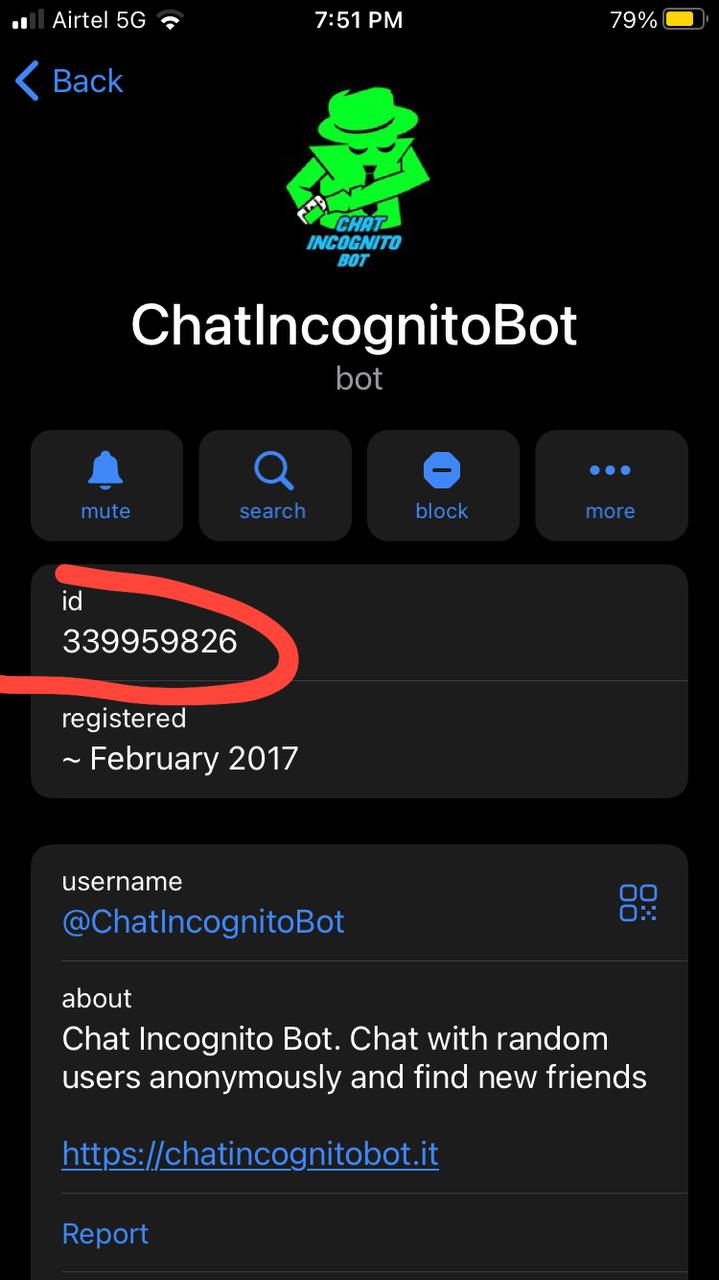 Airtel 5G 7:51 PM 79%
Back
CHAT
INCOGNITO
BOT
ChatIncognitoBot
bot
mute search block more
id
339959826
registered
~ February 2017
username
@ChatIncognitoBot
about
Chat Incognito Bot. Chat with random
users anonymously and find new friends
https://chatincognitobot.it
Report